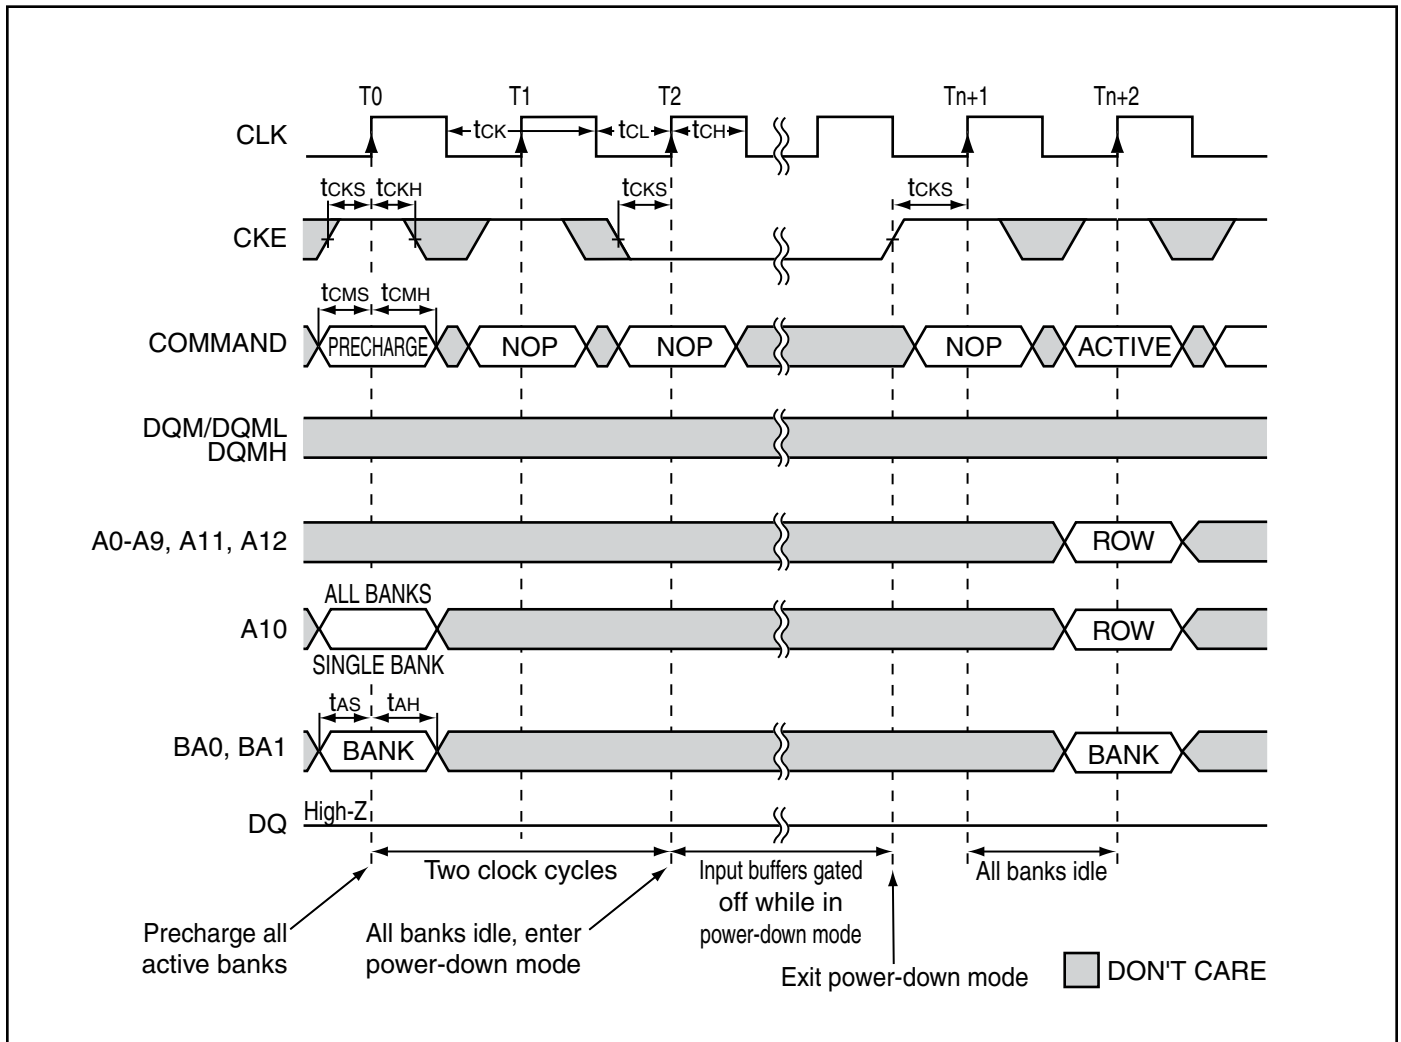 T0 T1 T2 Tn+1 Tn+2
CLK tCK tCL tCH
tCKS tCKH tCKS tCKS
CKE
tCMS tCMH
COMMAND PRECHARGE NOP NOP NOP ACTIVE
DQM/DQML
DQMH
A0-A9, A11, A12 ROW
ALL BANKS
A10 ROW
SINGLE BANK
tAS tAH
BA0, BA1 BANK BANK
DQ High-Z
Two clock cycles
Input buffers gated
off while in
power-down mode
All banks idle
Precharge all
active banks
All banks idle, enter
power-down mode
Exit power-down mode
DON'T CARE